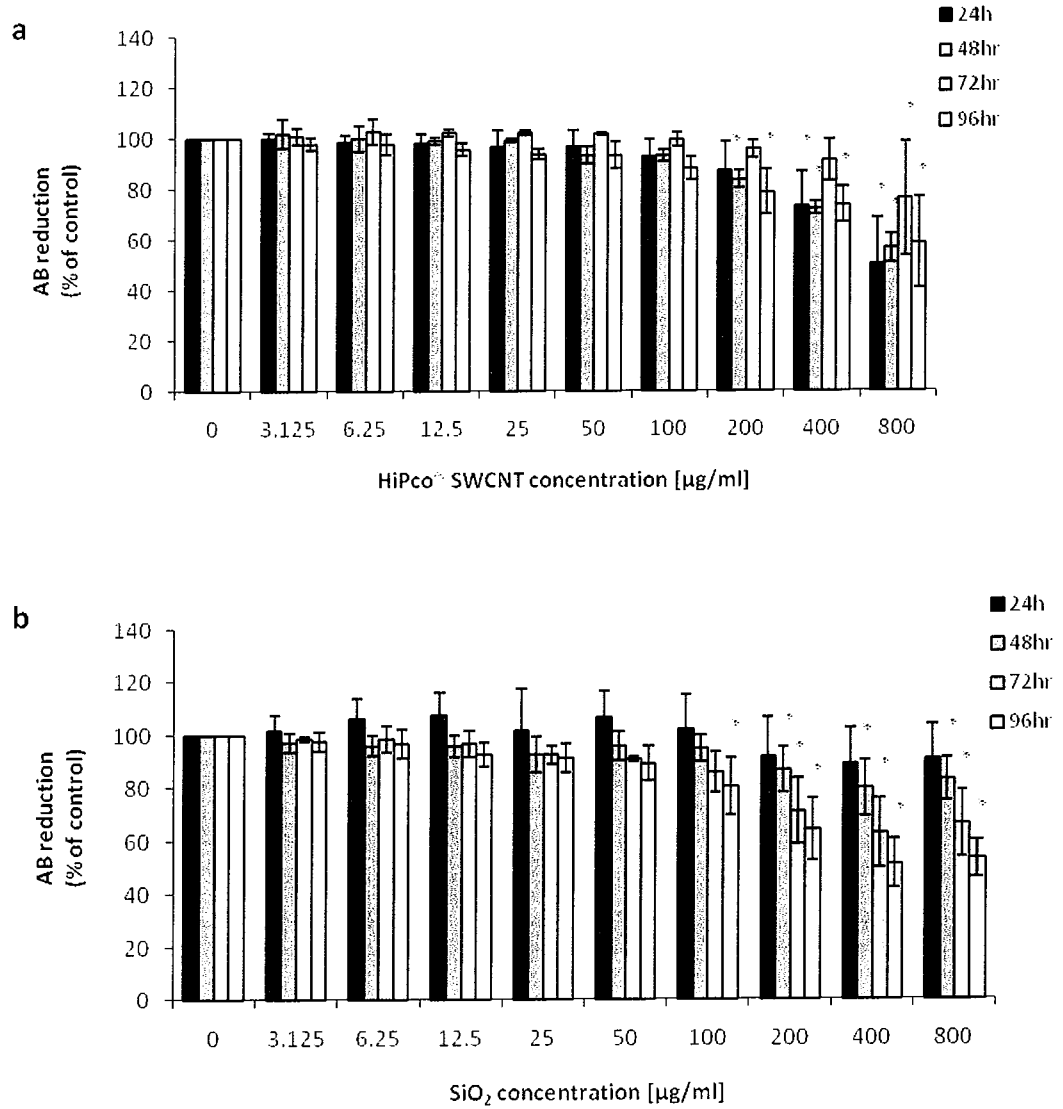 a
24h
48hr
72hr
96hr
140
120
100
80
60
40
20
0
AB reduction
(% of control)
0 3.125 6.25 12.5 25 50 100 200 400 800
HiPco SWCNT concentration [µg/ml]
b
24h
48hr
72hr
96hr
140
120
100
80
60
40
20
0
AB reduction
(% of control)
0 3.125 6.25 12.5 25 50 100 200 400 800
SiO₂ concentration [µg/ml]